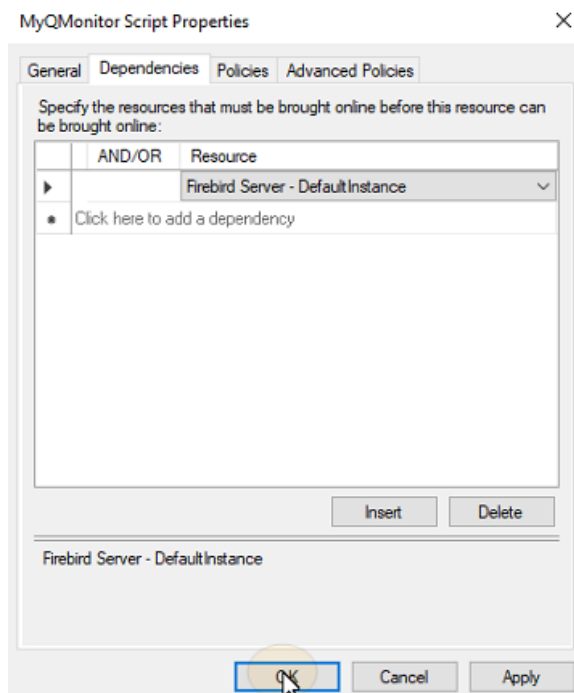 MyQMonitor Script Properties
General Dependencies Policies Advanced Policies
Specify the resources that must be brought online before this resource can
be brought online:
AND/OR Resource
Firebird Server - DefaultInstance
Click here to add a dependency
Insert Delete
Firebird Server - DefaultInstance
OK Cancel Apply